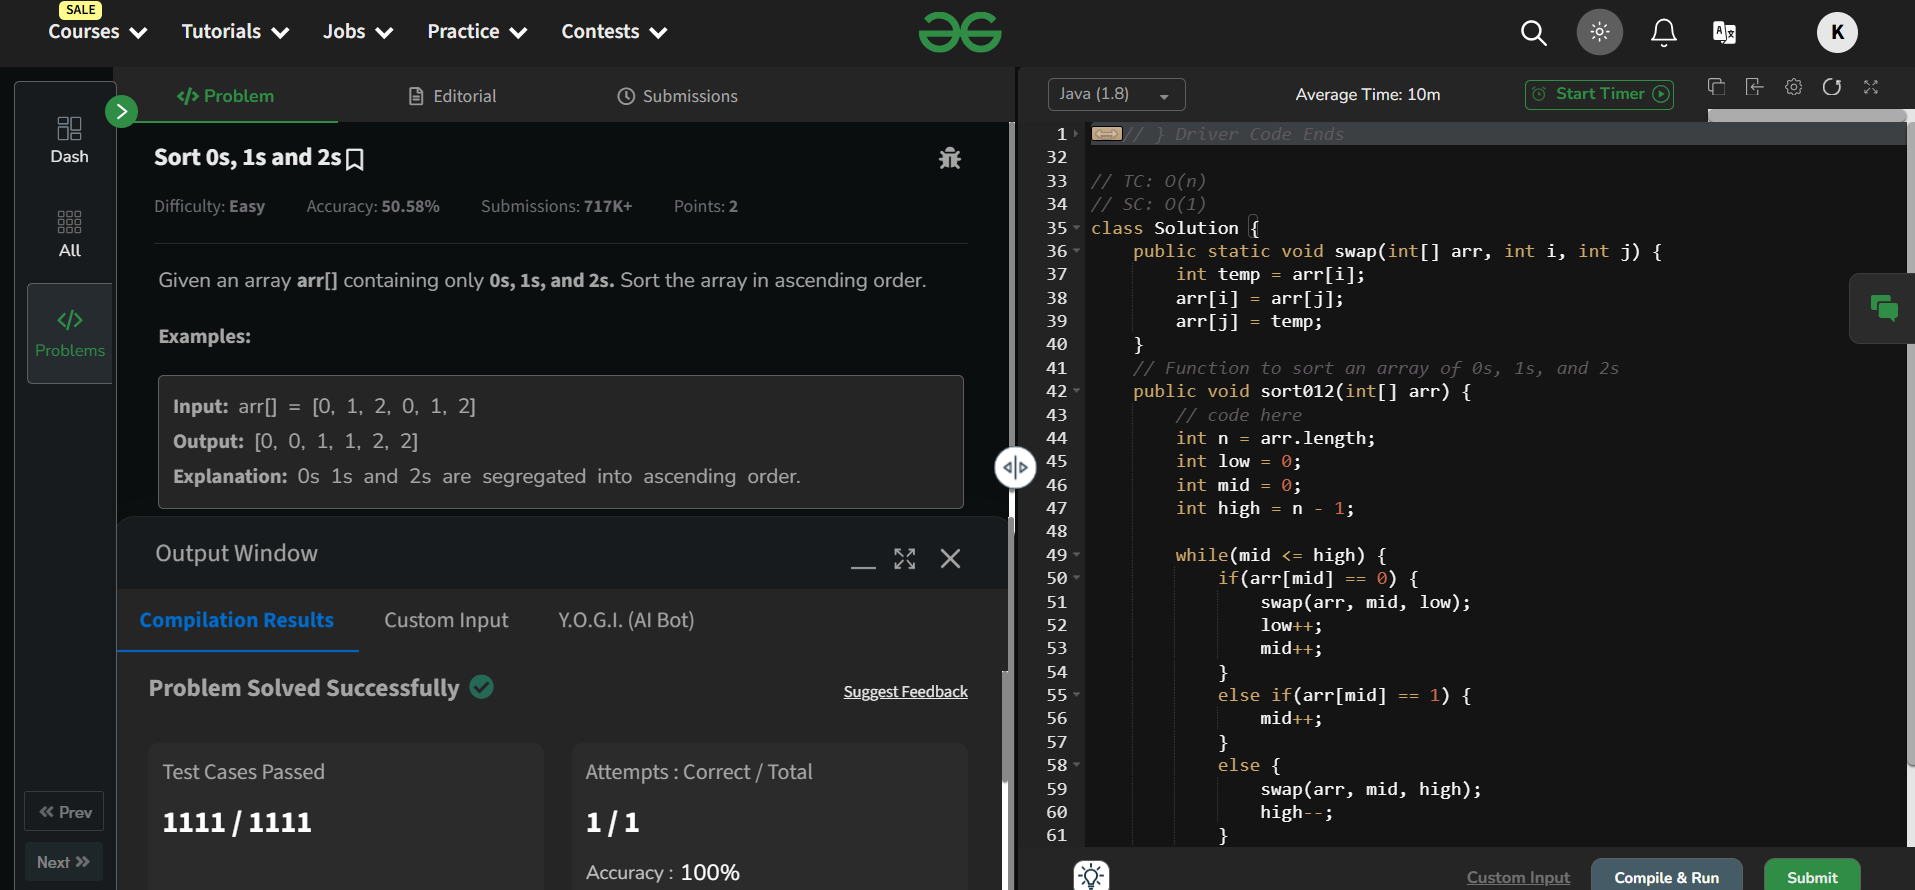 SALE
Courses Tutorials Jobs Practice Contests
K
Dash
All
Problems
Prev
Next
Problem Editorial Submissions
Sort 0s, 1s and 2s
Difficulty: Easy Accuracy: 50.58% Submissions: 717K+ Points: 2
Given an array arr[] containing only 0s, 1s, and 2s. Sort the array in ascending order.
Examples:
Input: arr[] = [0, 1, 2, 0, 1, 2]
Output: [0, 0, 1, 1, 2, 2]
Explanation: 0s 1s and 2s are segregated into ascending order.
Output Window
Compilation Results Custom Input Y.O.G.I. (AI Bot)
Problem Solved Successfully
Suggest Feedback
Test Cases Passed
1111 / 1111
Attempts : Correct / Total
1 / 1
Accuracy : 100%
Java (1.8) Average Time: 10m Start Timer
1 // } Driver Code Ends
32
33 // TC: O(n)
34 // SC: O(1)
35 class Solution {
36 public static void swap(int[] arr, int i, int j) {
37 int temp = arr[i];
38 arr[i] = arr[j];
39 arr[j] = temp;
40 }
41 // Function to sort an array of 0s, 1s, and 2s
42 public void sort012(int[] arr) {
43 // code here
44 int n = arr.length;
45 int low = 0;
46 int mid = 0;
47 int high = n - 1;
48
49 while(mid <= high) {
50 if(arr[mid] == 0) {
51 swap(arr, mid, low);
52 low++;
53 mid++;
54 }
55 else if(arr[mid] == 1) {
56 mid++;
57 }
58 else {
59 swap(arr, mid, high);
60 high--;
61 }
Custom Input Compile & Run Submit